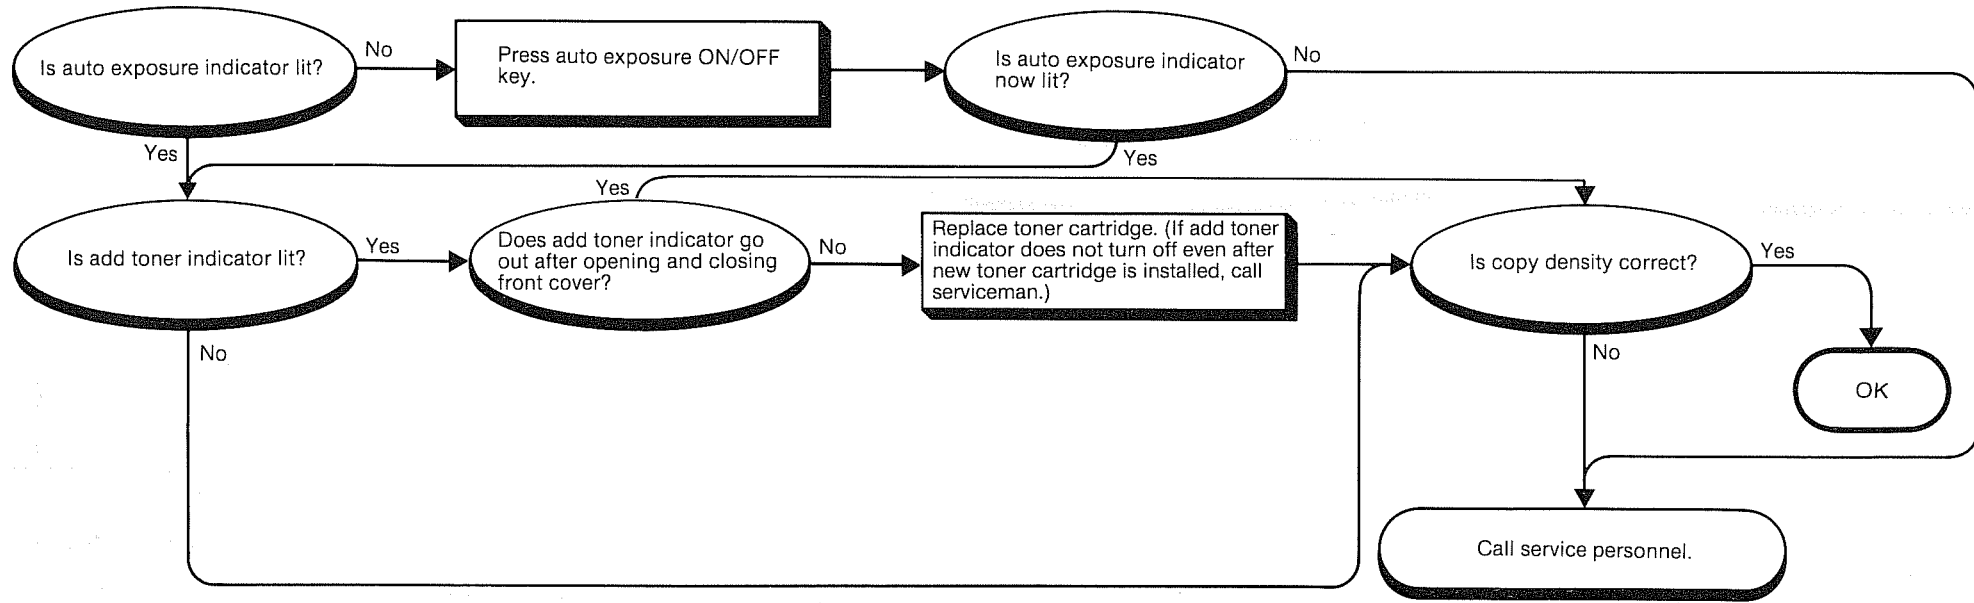 Is auto exposure indicator lit?
No
Press auto exposure ON/OFF
key.
Is auto exposure indicator
now lit?
No
Yes
Yes
Is add toner indicator lit?
Yes
Yes
Does add toner indicator go
out after opening and closing
front cover?
No
Replace toner cartridge. (If add toner
indicator does not turn off even after
new toner cartridge is installed, call
serviceman.)
Is copy density correct?
Yes
No
No
OK
Call service personnel.